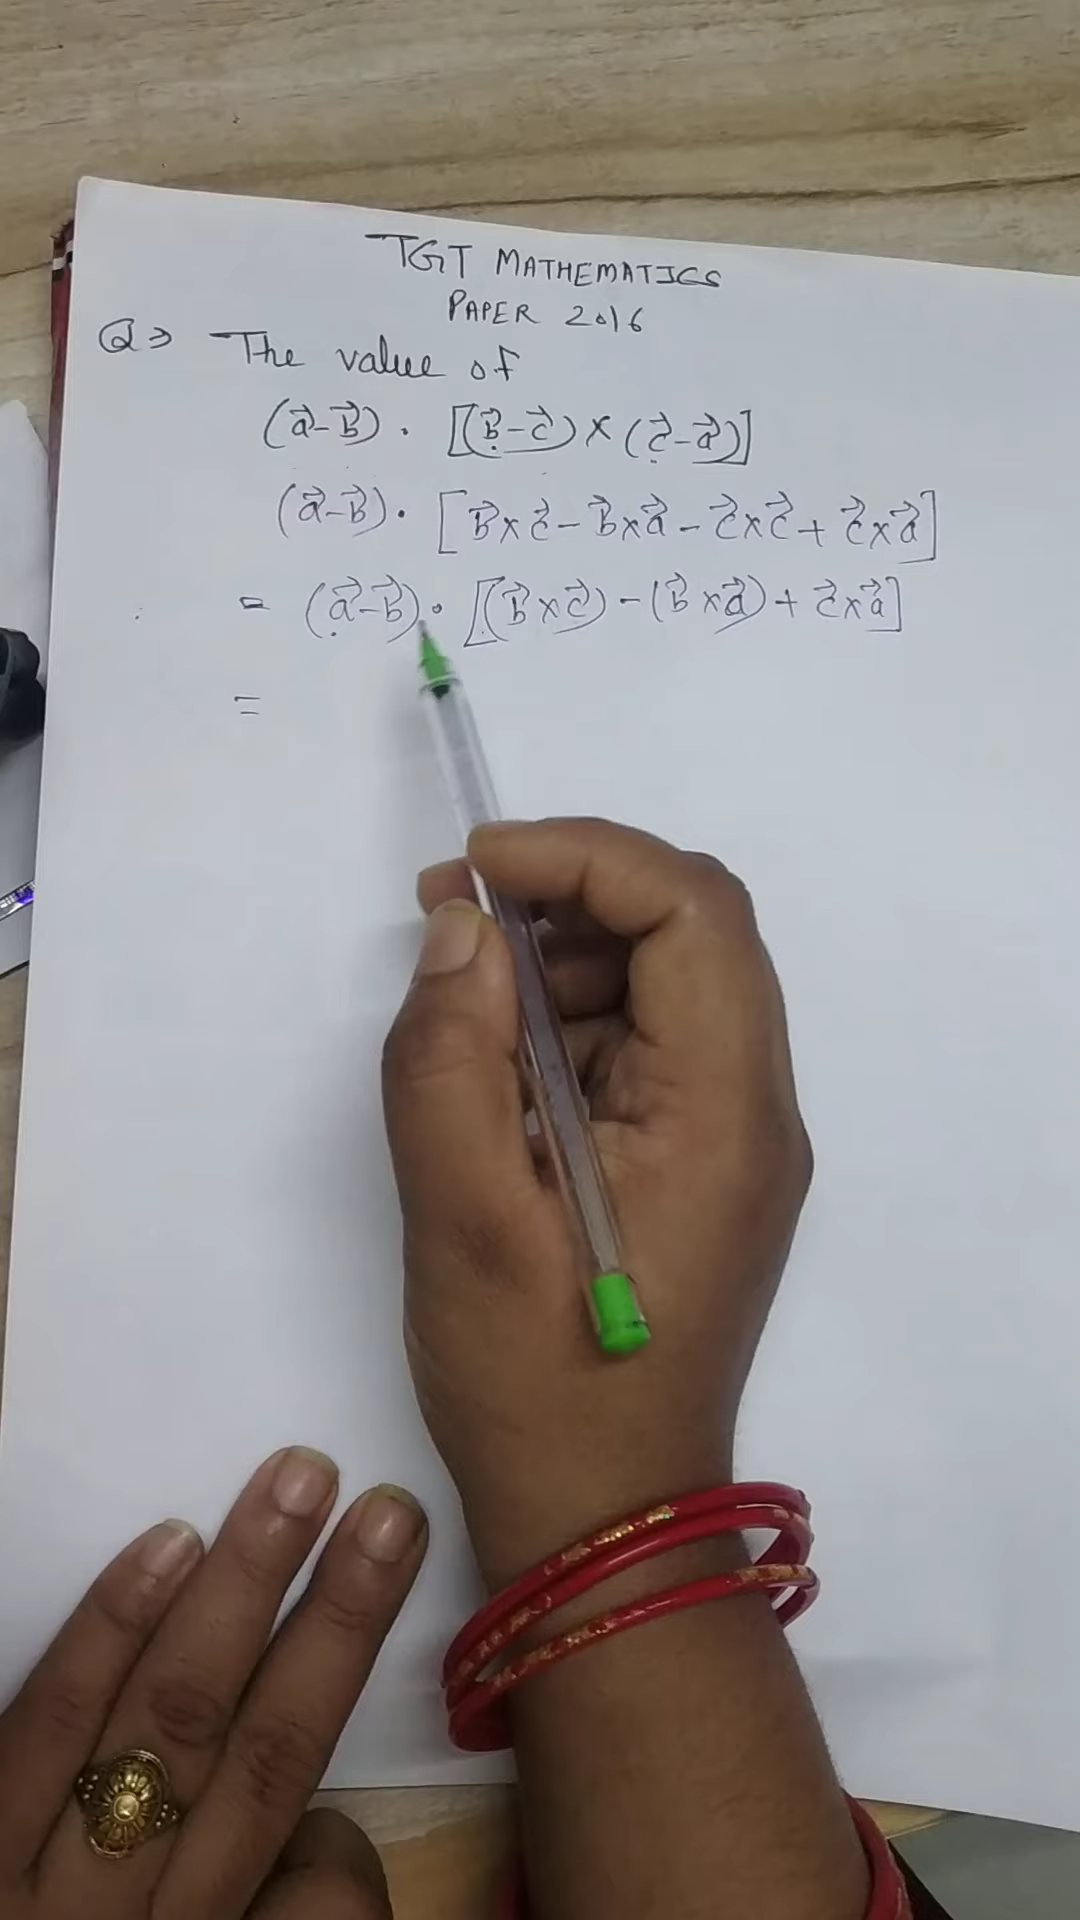 TGT MATHEMATICS
PAPER 2016
Q⇒ The value of
(a⃗-b⃗) . [(b⃗-c⃗)×(c⃗-a⃗)]
(a⃗-b⃗) . [b⃗×c⃗-b⃗×a⃗-c⃗×c⃗+c⃗×a⃗]
= (a⃗-b⃗) . [(b⃗×c⃗)-(b⃗×a⃗)+c⃗×a⃗]
=